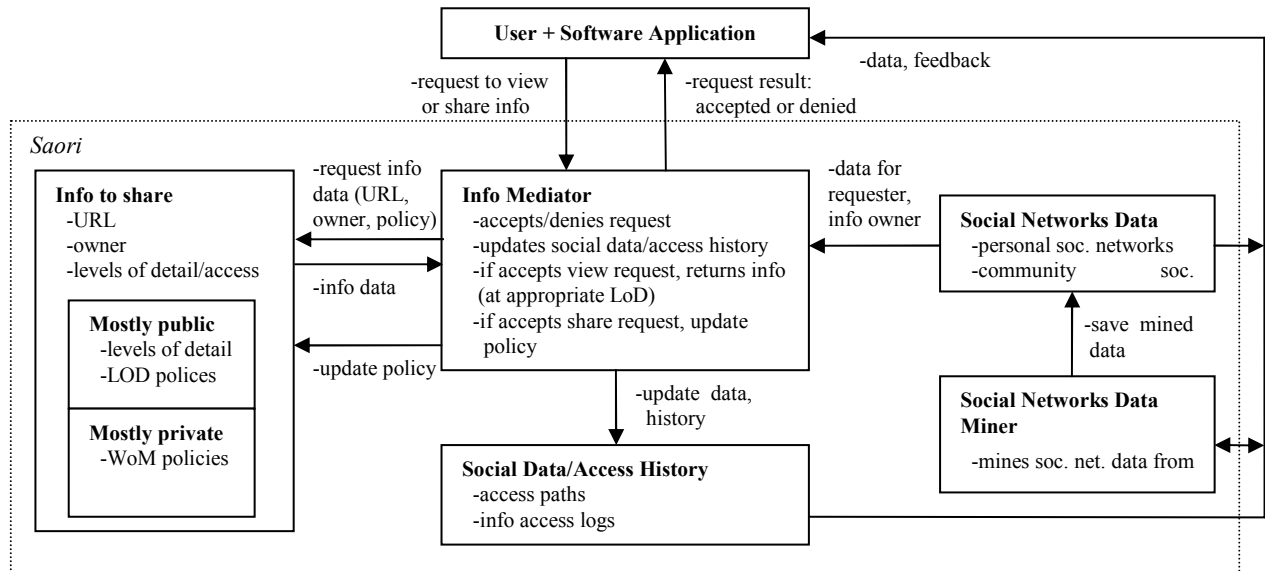 User + Software Application
-request to view
or share info
-request result:
accepted or denied
-data, feedback
Saori
Info to share
-URL
-owner
-levels of detail/access
Mostly public
-levels of detail
-LOD polices
Mostly private
-WoM policies
-request info
data (URL,
owner, policy)
-info data
-update policy
Info Mediator
-accepts/denies request
-updates social data/access history
-if accepts view request, returns info
(at appropriate LoD)
-if accepts share request, update
policy
-data for
requester,
info owner
Social Networks Data
-personal soc. networks
-community soc.
-save mined
data
Social Networks Data
Miner
-mines soc. net. data from
-update data,
history
Social Data/Access History
-access paths
-info access logs